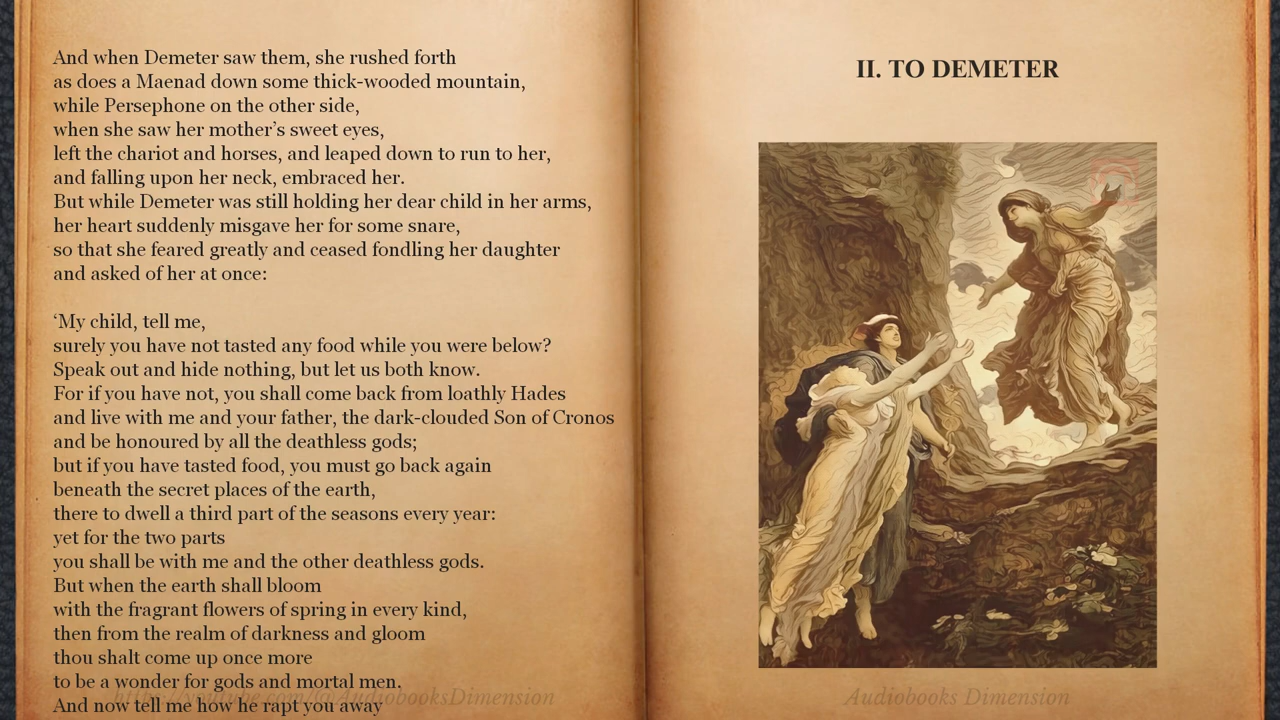 And when Demeter saw them, she rushed forth
as does a Maenad down some thick-wooded mountain,
while Persephone on the other side,
when she saw her mother’s sweet eyes,
left the chariot and horses, and leaped down to run to her,
and falling upon her neck, embraced her.
But while Demeter was still holding her dear child in her arms,
her heart suddenly misgave her for some snare,
so that she feared greatly and ceased fondling her daughter
and asked of her at once:
‘My child, tell me,
surely you have not tasted any food while you were below?
Speak out and hide nothing, but let us both know.
For if you have not, you shall come back from loathly Hades
and live with me and your father, the dark-clouded Son of Cronos
and be honoured by all the deathless gods;
but if you have tasted food, you must go back again
beneath the secret places of the earth,
there to dwell a third part of the seasons every year:
yet for the two parts
you shall be with me and the other deathless gods.
But when the earth shall bloom
with the fragrant flowers of spring in every kind,
then from the realm of darkness and gloom
thou shalt come up once more
to be a wonder for gods and mortal men.
https://youtube.com/@AudiobooksDimension
And now tell me how he rapt you away
II. TO DEMETER
Audiobooks Dimension